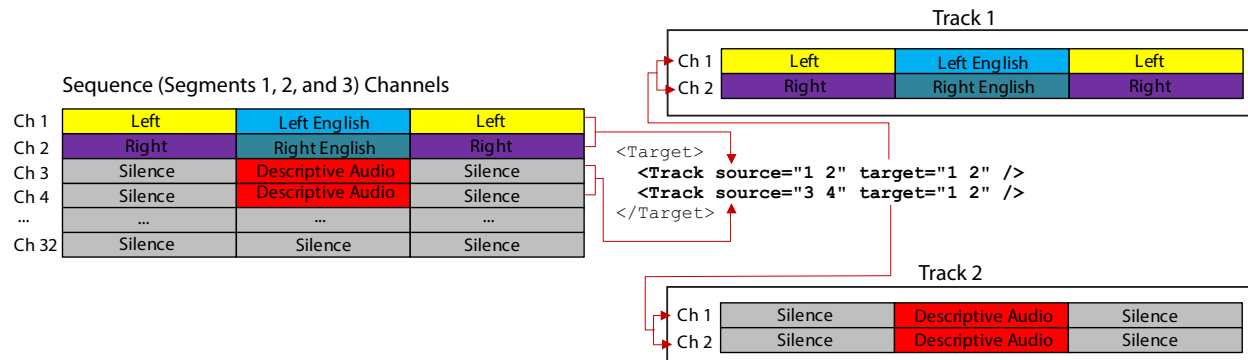 Sequence (Segments 1, 2, and 3) Channels
Ch 1 Left Left English Left
Ch 2 Right Right English Right
Ch 3 Silence Descriptive Audio Silence
Ch 4 Silence Descriptive Audio Silence
... ... ... ...
Ch 32 Silence Silence Silence
<Target>
<Track source="1 2" target="1 2" />
<Track source="3 4" target="1 2" />
</Target>
Track 1
Ch 1 Left Left English Left
Ch 2 Right Right English Right
Track 2
Ch 1 Silence Descriptive Audio Silence
Ch 2 Silence Descriptive Audio Silence